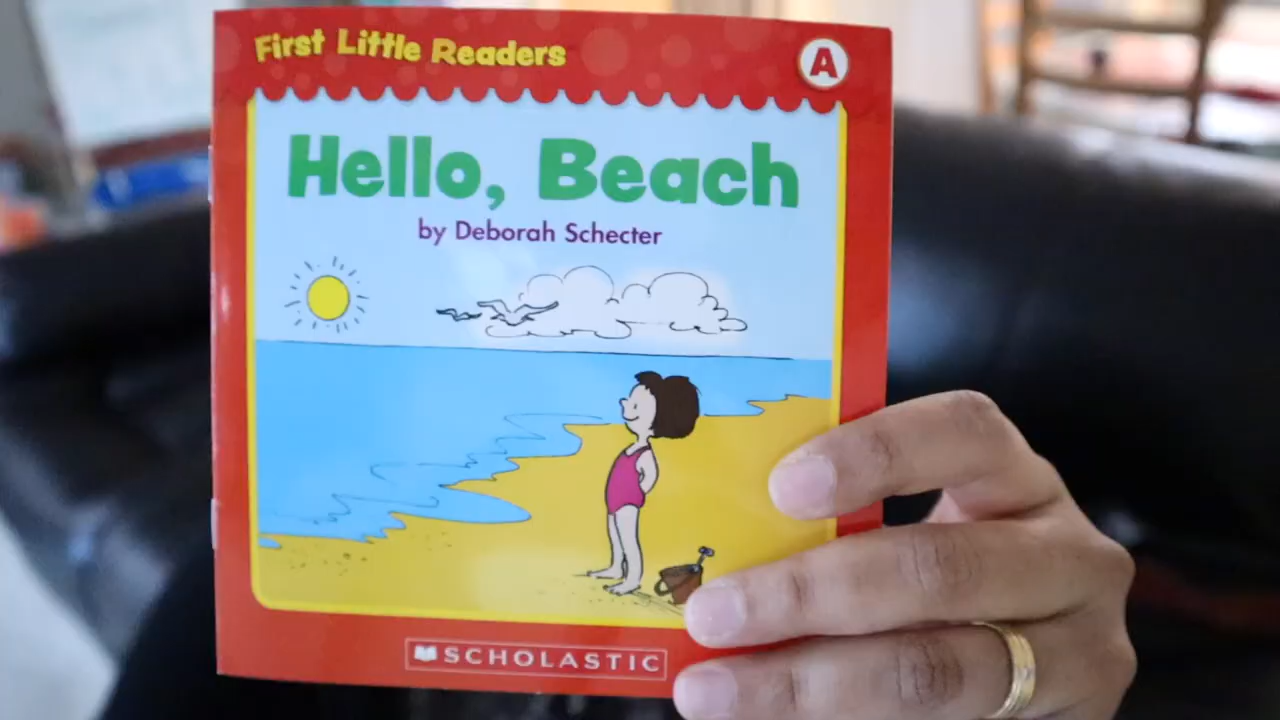 First Little Readers
A
Hello, Beach
by Deborah Schecter
SCHOLASTIC